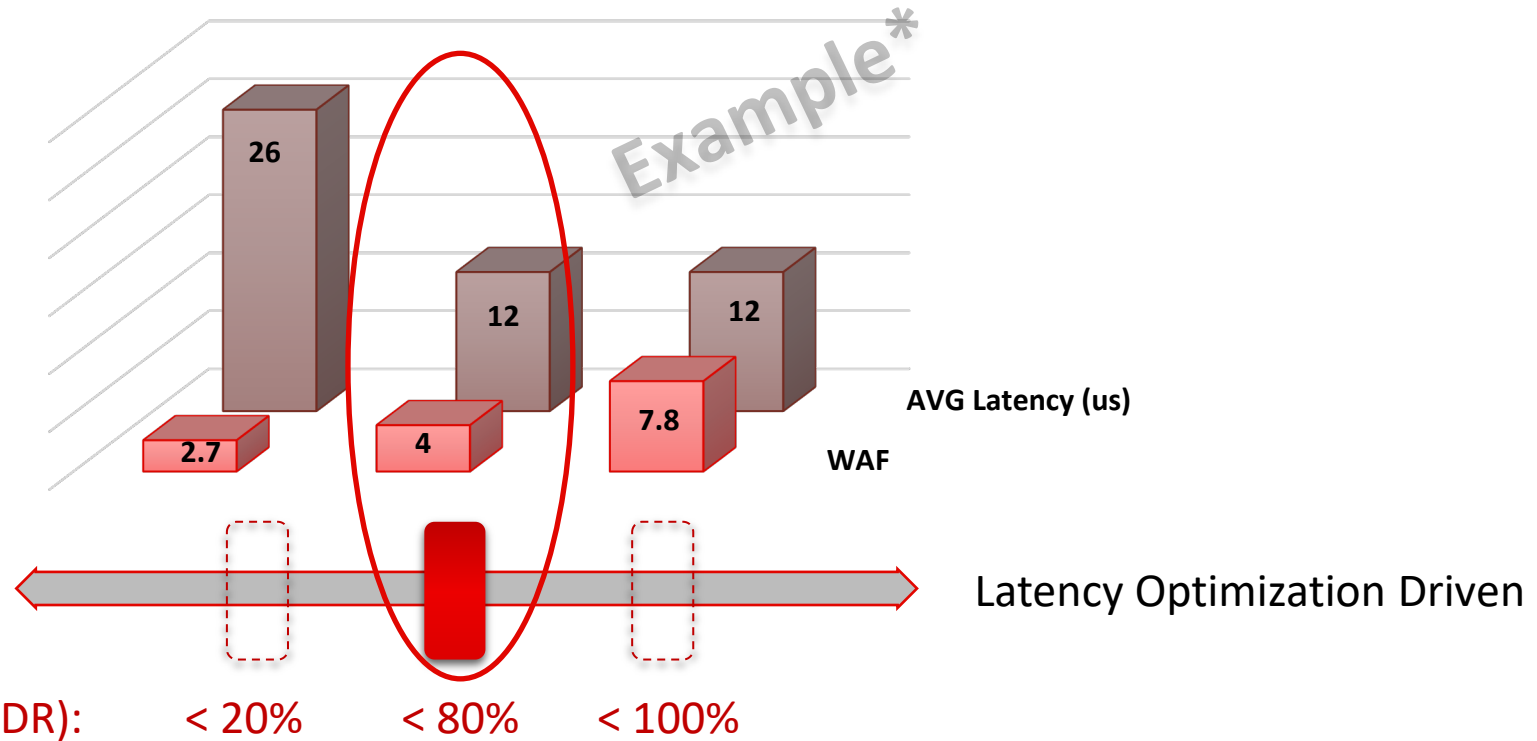 Example*
26
12
12
2.7
4
7.8
AVG Latency (us)
WAF
Latency Optimization Driven
DR): < 20% < 80% < 100%